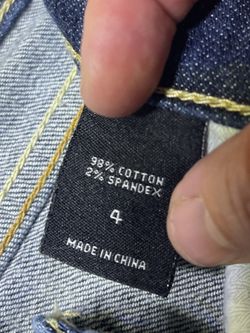 98% COTTON
2% SPANDEX
4
MADE IN CHINA